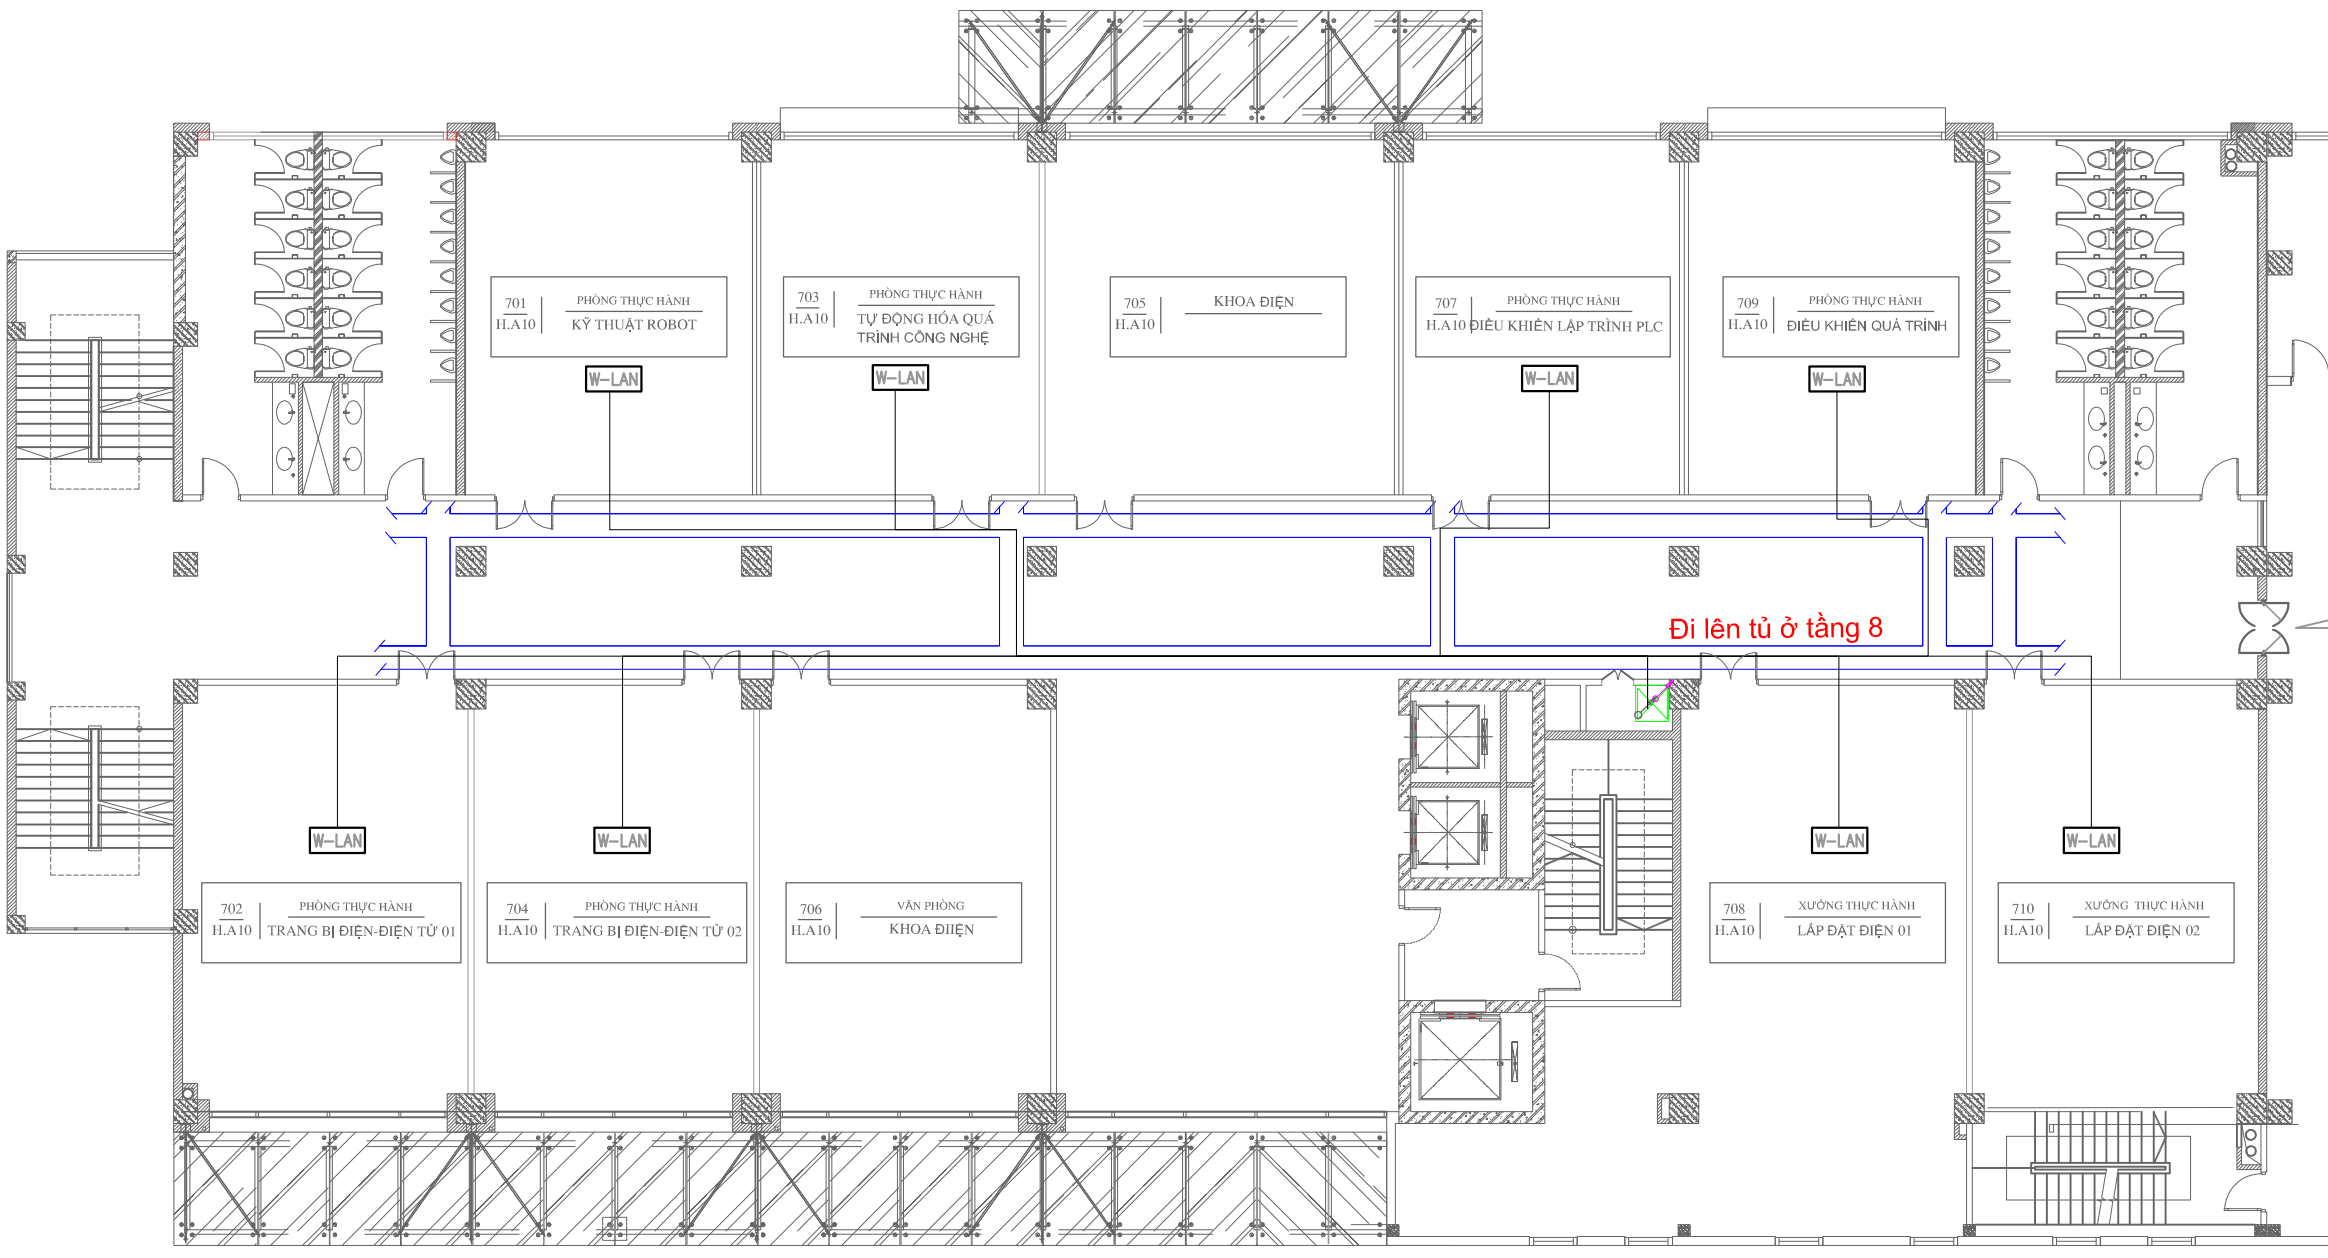 701
H.A10
PHÒNG THỰC HÀNH
KỸ THUẬT ROBOT
703
H.A10
PHÒNG THỰC HÀNH
TỰ ĐỘNG HÓA QUÁ
TRÌNH CÔNG NGHỆ
705
H.A10
KHOA ĐIỆN
707
H.A10
PHÒNG THỰC HÀNH
ĐIỀU KHIỂN LẬP TRÌNH PLC
709
H.A10
PHÒNG THỰC HÀNH
ĐIỀU KHIỂN QUÁ TRÌNH
W-LAN
W-LAN
W-LAN
W-LAN
Đi lên tủ ở tầng 8
W-LAN
W-LAN
W-LAN
W-LAN
702
H.A10
PHÒNG THỰC HÀNH
TRANG BỊ ĐIỆN-ĐIỆN TỬ 01
704
H.A10
PHÒNG THỰC HÀNH
TRANG BỊ ĐIỆN-ĐIỆN TỬ 02
706
H.A10
VĂN PHÒNG
KHOA ĐIIỆN
708
H.A10
XƯỞNG THỰC HÀNH
LẮP ĐẶT ĐIỆN 01
710
H.A10
XƯỞNG THỰC HÀNH
LẮP ĐẶT ĐIỆN 02